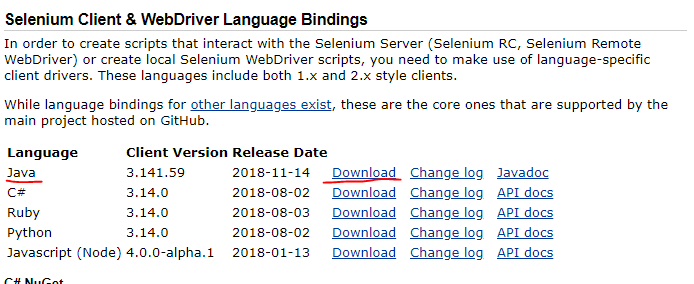 Selenium Client & WebDriver Language Bindings
In order to create scripts that interact with the Selenium Server (Selenium RC, Selenium Remote
WebDriver) or create local Selenium WebDriver scripts, you need to make use of language-specific
client drivers. These languages include both 1.x and 2.x style clients.
While language bindings for other languages exist, these are the core ones that are supported by the
main project hosted on GitHub.
Language Client Version Release Date
Java 3.141.59 2018-11-14 Download Change log Javadoc
C# 3.14.0 2018-08-02 Download Change log API docs
Ruby 3.14.0 2018-08-03 Download Change log API docs
Python 3.14.0 2018-08-02 Download Change log API docs
Javascript (Node) 4.0.0-alpha.1 2018-01-13 Download Change log API docs
C# NuGet